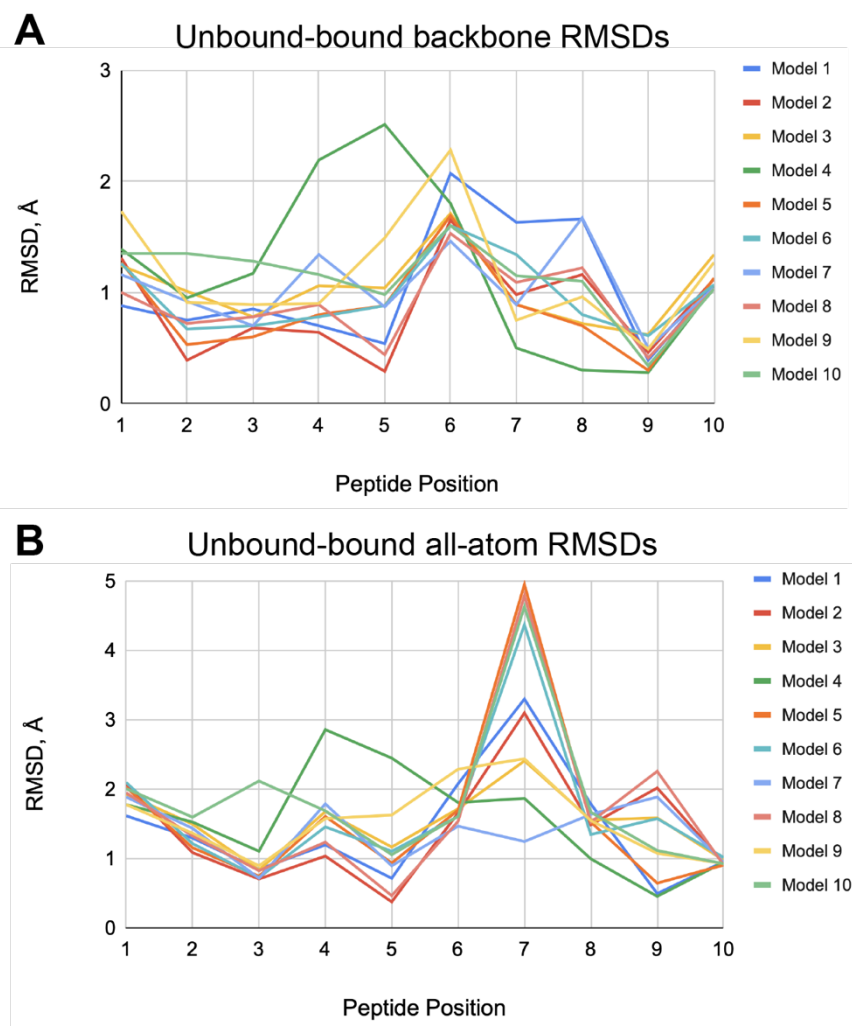 A
Unbound-bound backbone RMSDs
3
2
1
0
RMSD, Å
1 2 3 4 5 6 7 8 9 10
Peptide Position
Model 1
Model 2
Model 3
Model 4
Model 5
Model 6
Model 7
Model 8
Model 9
Model 10
B
Unbound-bound all-atom RMSDs
5
4
3
2
1
0
RMSD, Å
1 2 3 4 5 6 7 8 9 10
Peptide Position
Model 1
Model 2
Model 3
Model 4
Model 5
Model 6
Model 7
Model 8
Model 9
Model 10